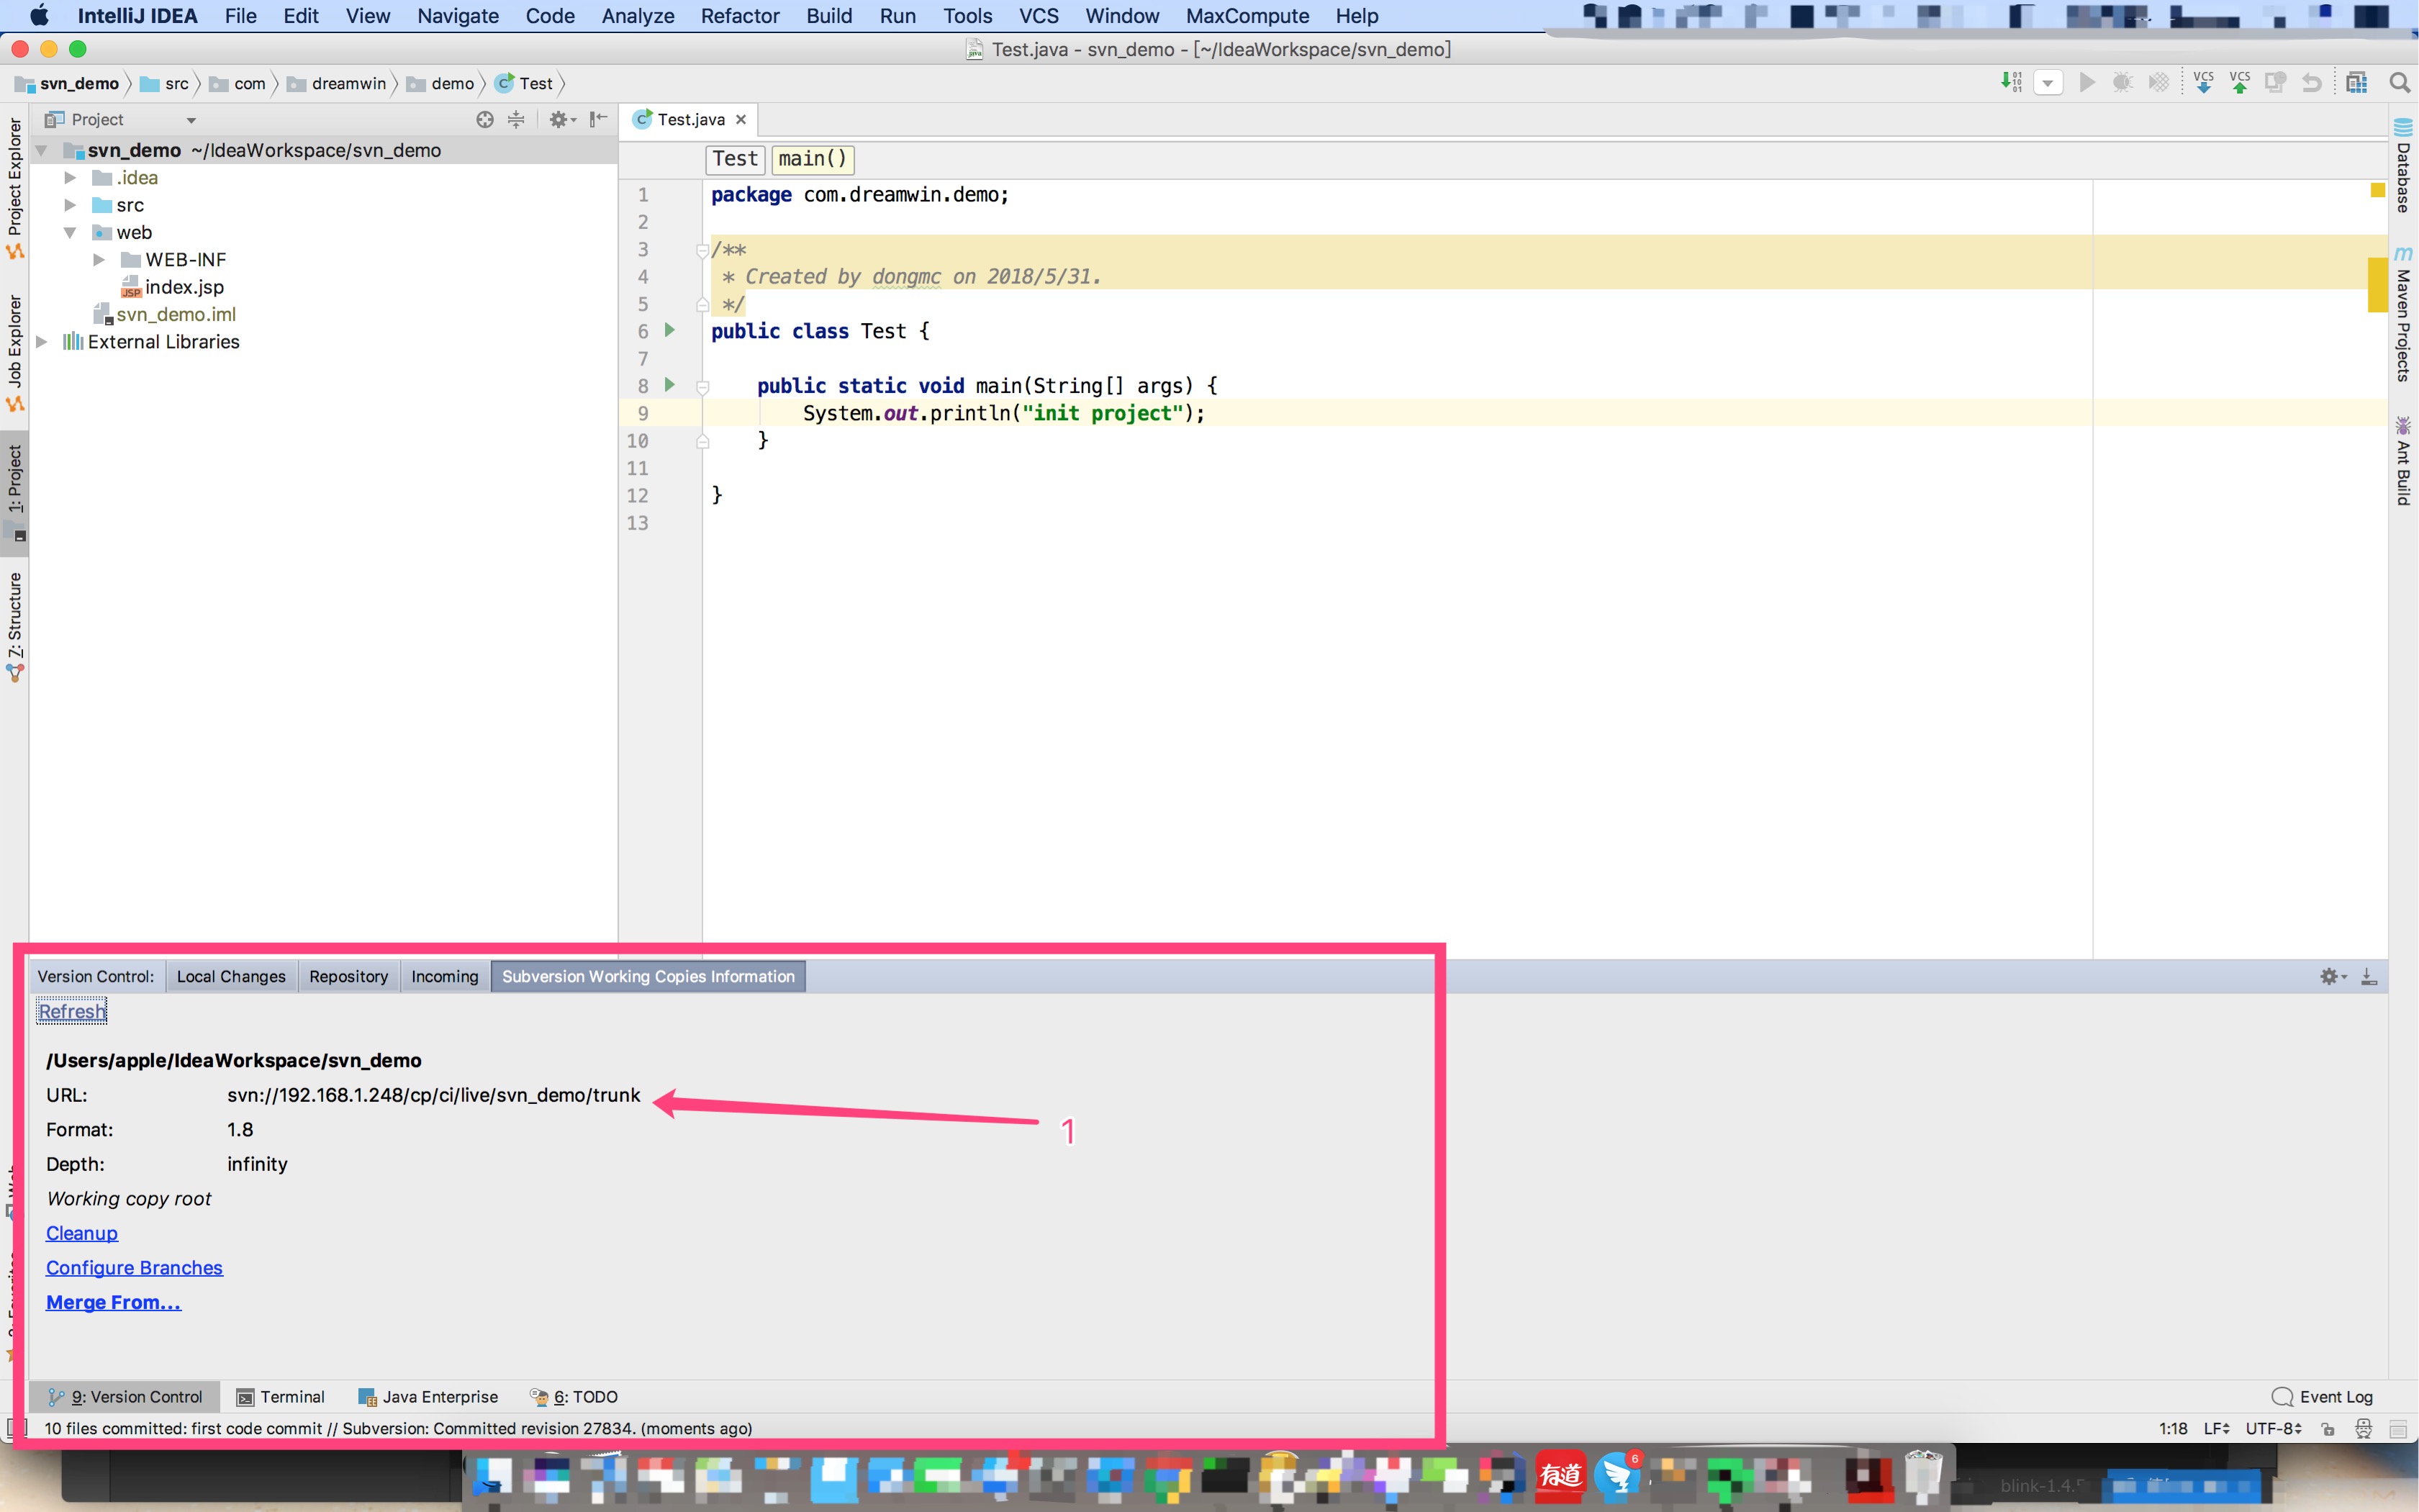 IntelliJ IDEA File Edit View Navigate Code Analyze Refactor Build Run Tools VCS Window MaxCompute Help
Test.java - svn_demo - [~/IdeaWorkspace/svn_demo]
svn_demo src com dreamwin demo Test
VCS VCS
Project
Test.java
Project Explorer
Job Explorer
1: Project
7: Structure
svn_demo ~/IdeaWorkspace/svn_demo
.idea
src
web
WEB-INF
JSP index.jsp
svn_demo.iml
External Libraries
Test main()
1 package com.dreamwin.demo;
2
3 /**
4 * Created by dongmc on 2018/5/31.
5 */
6 public class Test {
7
8 public static void main(String[] args) {
9 System.out.println("init project");
10 }
11
12 }
13
Database
Maven Projects
Ant Build
Version Control: Local Changes Repository Incoming Subversion Working Copies Information
Refresh
/Users/apple/IdeaWorkspace/svn_demo
URL: svn://192.168.1.248/cp/ci/live/svn_demo/trunk
1
Format: 1.8
Depth: infinity
Working copy root
Cleanup
Configure Branches
Merge From...
9: Version Control Terminal Java Enterprise 6: TODO Event Log
10 files committed: first code commit // Subversion: Committed revision 27834. (moments ago) 1:18 LF UTF-8
有道 6